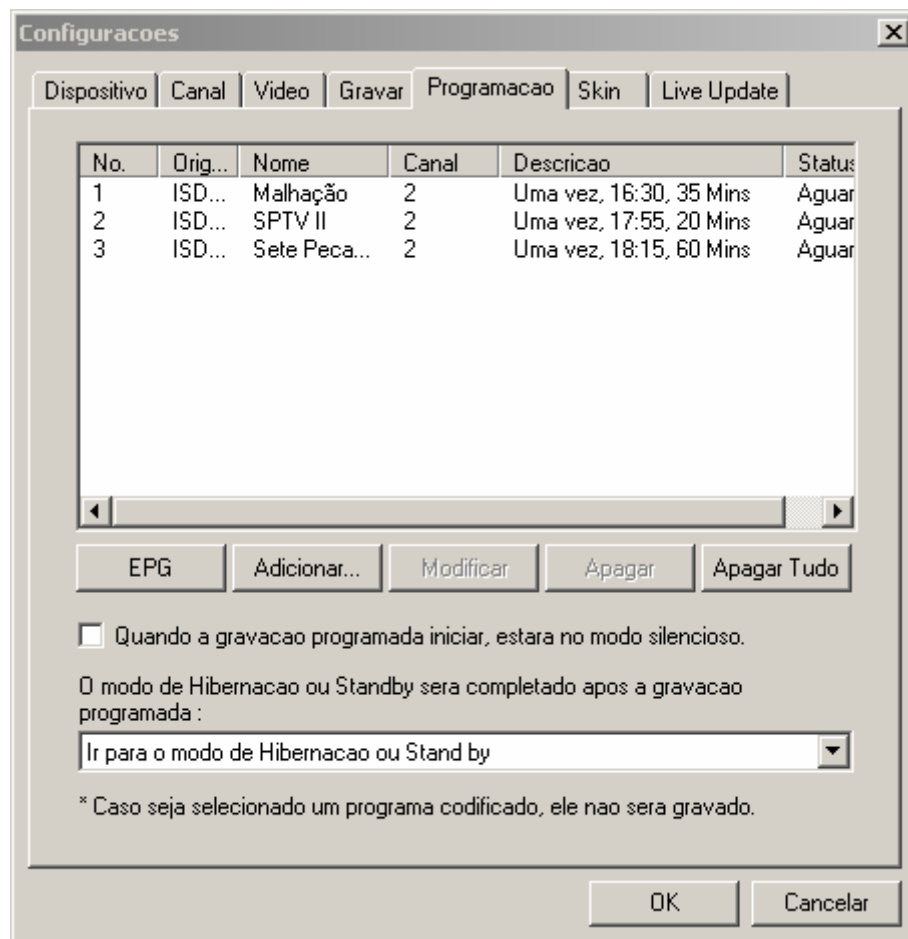 Configuracoes
Dispositivo Canal Video Gravar Programacao Skin Live Update
No. Orig... Nome Canal Descricao Status
1 ISD... Malhação 2 Uma vez, 16:30, 35 Mins Aguar
2 ISD... SPTV II 2 Uma vez, 17:55, 20 Mins Aguar
3 ISD... Sete Peca... 2 Uma vez, 18:15, 60 Mins Aguar
EPG Adicionar... Modificar Apagar Apagar Tudo
Quando a gravacao programada iniciar, estara no modo silencioso.
O modo de Hibernacao ou Standby sera completado apos a gravacao
programada :
Ir para o modo de Hibernacao ou Stand by
* Caso seja selecionado um programa codificado, ele nao sera gravado.
OK Cancelar